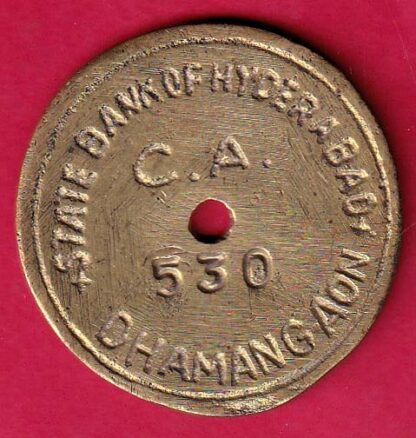 STATE BANK OF HYDERABAD
C.A.
530
DHAMANGAON